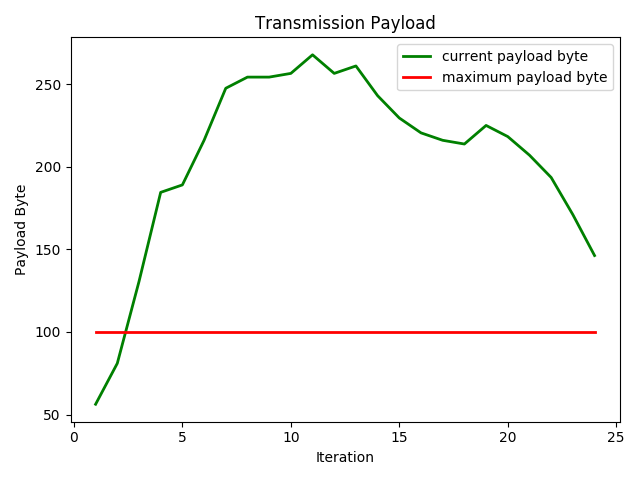 Transmission Payload
current payload byte
maximum payload byte
Payload Byte
250
200
150
100
50
0 5 10 15 20 25
Iteration